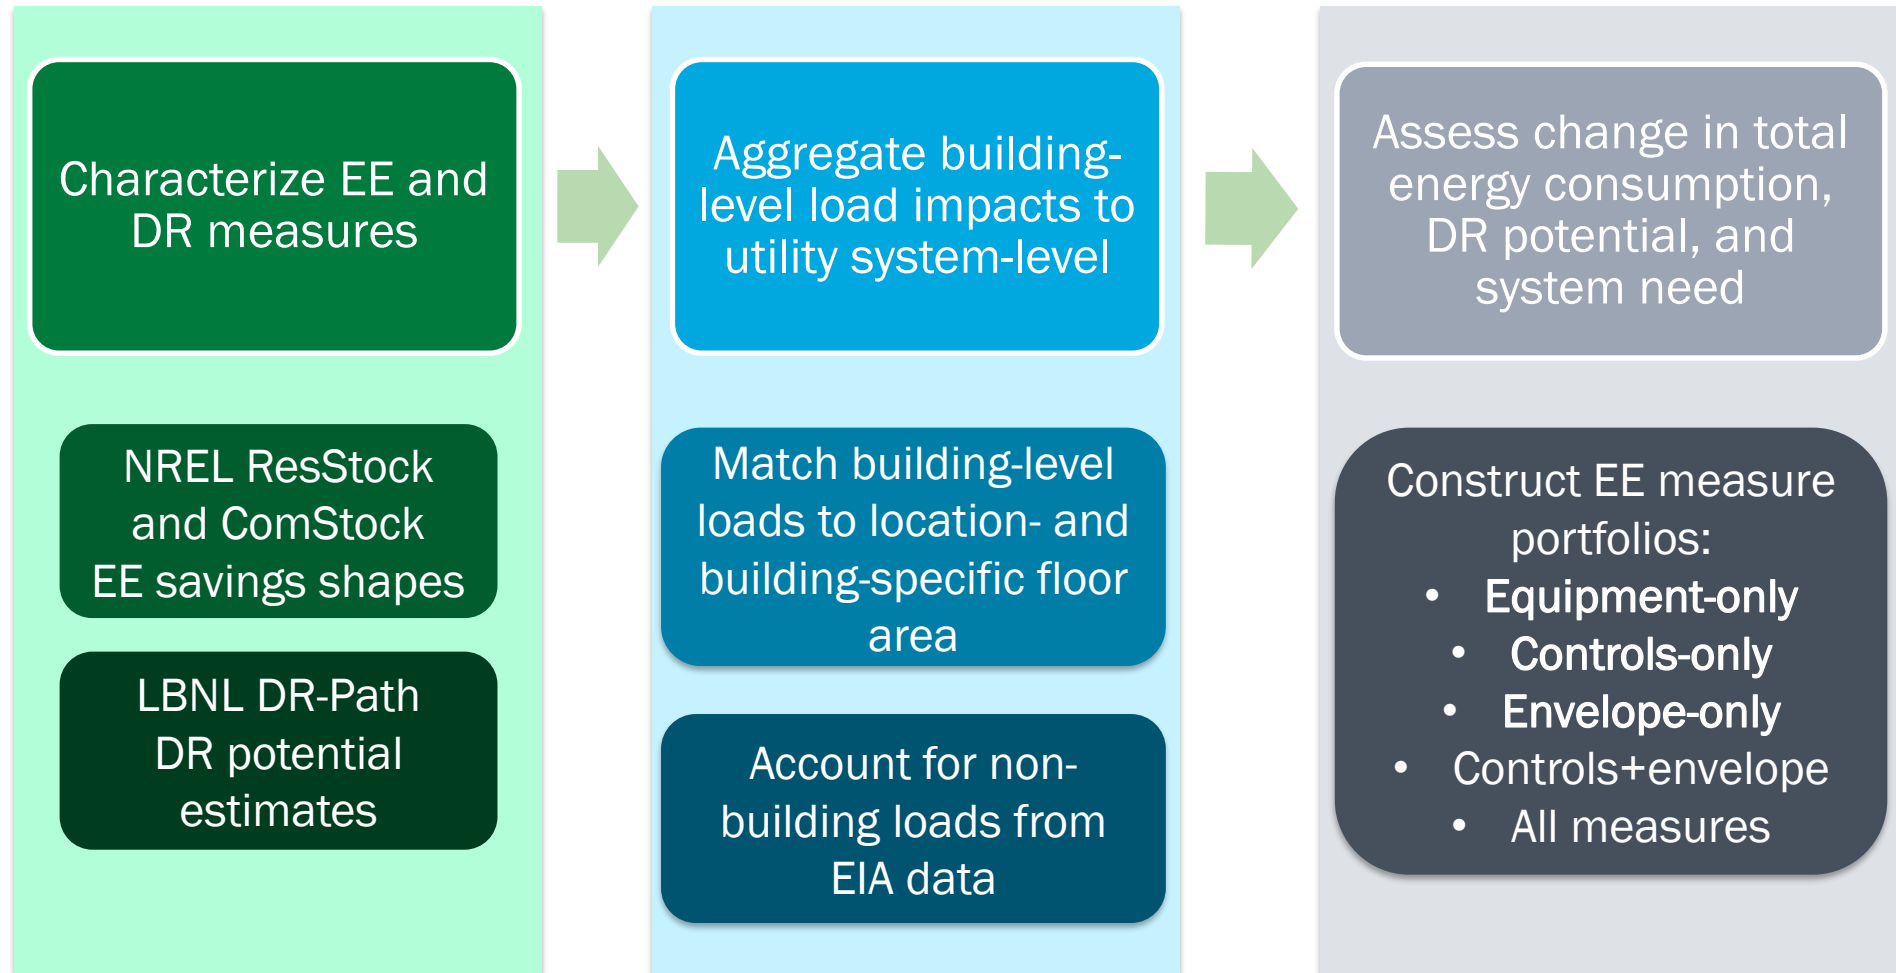 Characterize EE and
DR measures
NREL ResStock
and ComStock
EE savings shapes
LBNL DR-Path
DR potential
estimates
Aggregate building-
level load impacts to
utility system-level
Match building-level
loads to location- and
building-specific floor
area
Account for non-
building loads from
EIA data
Assess change in total
energy consumption,
DR potential, and
system need
Construct EE measure
portfolios:
• Equipment-only
• Controls-only
• Envelope-only
• Controls+envelope
• All measures